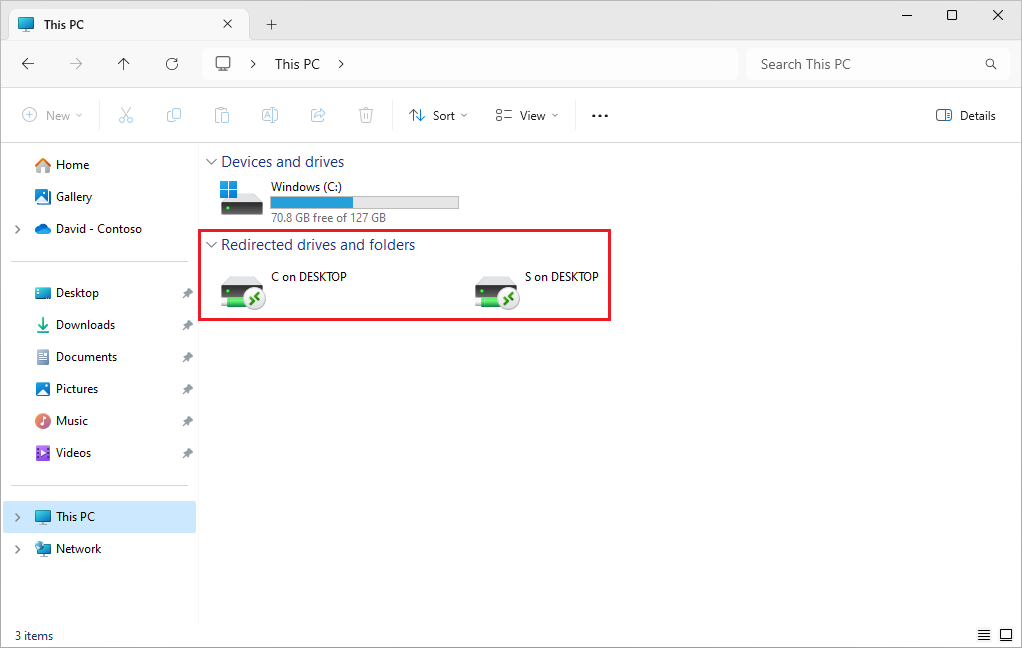 This PC
This PC
Search This PC
New
Sort
View
Details
Home
Gallery
David - Contoso
Desktop
Downloads
Documents
Pictures
Music
Videos
This PC
Network
Devices and drives
Windows (C:)
70.8 GB free of 127 GB
Redirected drives and folders
C on DESKTOP
S on DESKTOP
3 items